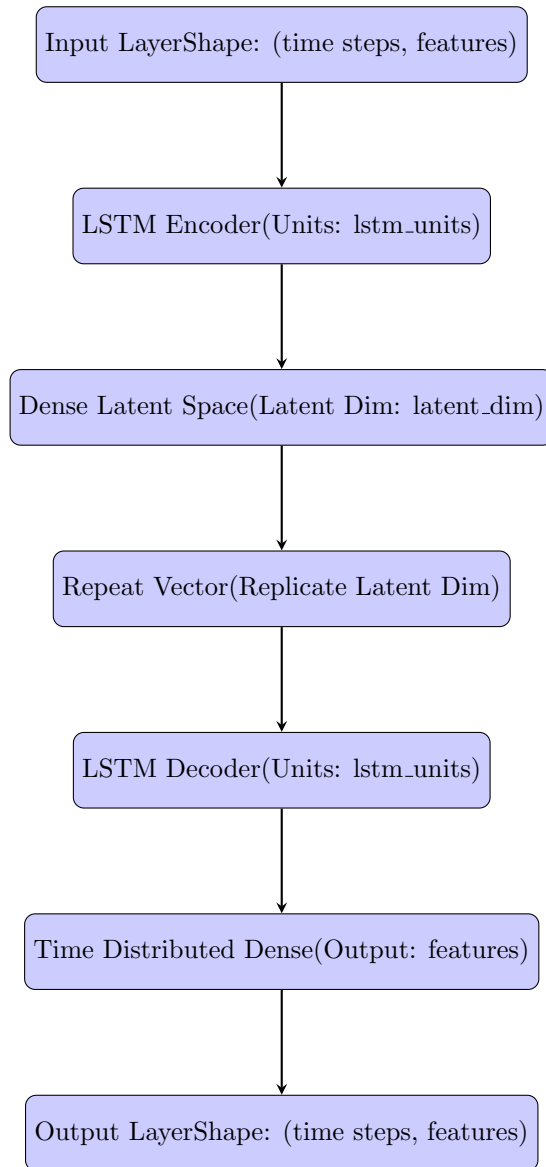 Input LayerShape: (time steps, features)
LSTM Encoder(Units: lstm_units)
Dense Latent Space(Latent Dim: latent_dim)
Repeat Vector(Replicate Latent Dim)
LSTM Decoder(Units: lstm_units)
Time Distributed Dense(Output: features)
Output LayerShape: (time steps, features)